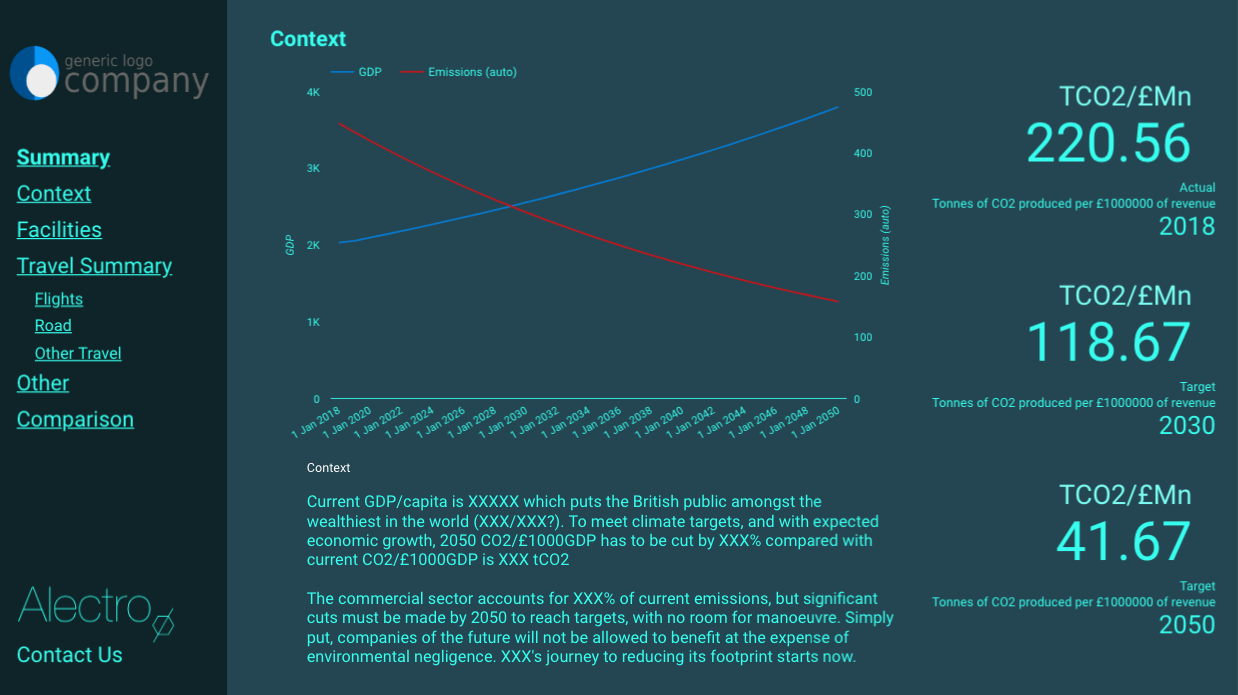 generic logo
company
Summary
Context
Facilities
Travel Summary
Flights
Road
Other Travel
Other
Comparison
Alectro
Contact Us
Context
GDP
Emissions (auto)
4K
3K
2K
1K
0
GDP
500
400
300
200
100
0
Emissions (auto)
1 Jan 2018
1 Jan 2020
1 Jan 2022
1 Jan 2024
1 Jan 2026
1 Jan 2028
1 Jan 2030
1 Jan 2032
1 Jan 2034
1 Jan 2036
1 Jan 2038
1 Jan 2040
1 Jan 2042
1 Jan 2044
1 Jan 2046
1 Jan 2048
1 Jan 2050
Context
Current GDP/capita is XXXXX which puts the British public amongst the
wealthiest in the world (XXX/XXX?). To meet climate targets, and with expected
economic growth, 2050 CO2/£1000GDP has to be cut by XXX% compared with
current CO2/£1000GDP is XXX tCO2
The commercial sector accounts for XXX% of current emissions, but significant
cuts must be made by 2050 to reach targets, with no room for manoeuvre. Simply
put, companies of the future will not be allowed to benefit at the expense of
environmental negligence. XXX's journey to reducing its footprint starts now.
TCO2/£Mn
220.56
Actual
Tonnes of CO2 produced per £1000000 of revenue
2018
TCO2/£Mn
118.67
Target
Tonnes of CO2 produced per £1000000 of revenue
2030
TCO2/£Mn
41.67
Target
Tonnes of CO2 produced per £1000000 of revenue
2050